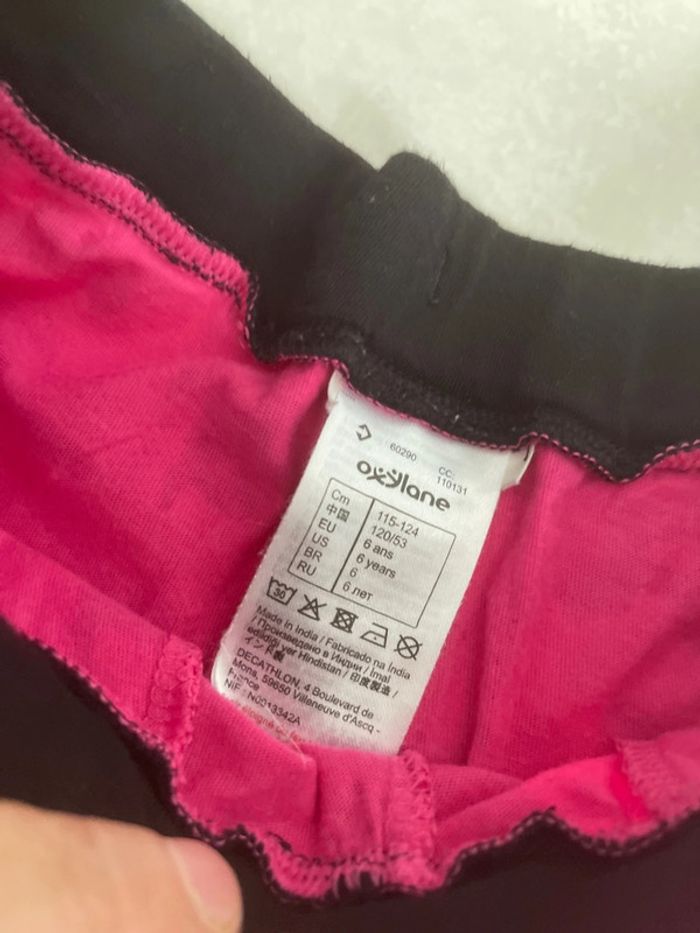 60290 CC: 110131
oxylane
Cm 115-124
中国 120/53
EU 6 ans
US 6 years
BR 6
RU 6 лет
30
Made in India / Fabricado na India
/ Произведено в Индии / Imal
edildiği yer Hindistan / 印度製造 /
インド製
DECATHLON, 4 Boulevard de
Mons, 59650 Villeneuve d'Ascq -
France
NIF: N0013342A